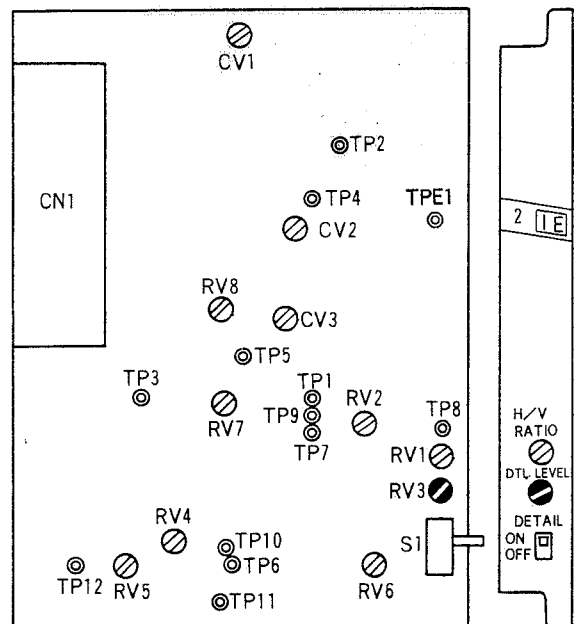 CV1
TP2
CN1
TP4
TPE1
2 IE
CV2
RV8
CV3
TP5
TP3
TP1
RV2
TP9
TP8
H/V
RATIO
RV7
TP7
RV1
DTL. LEVEL
RV3
DETAIL
RV4
TP10
S1
ON
OFF
TP12
RV5
TP6
RV6
TP11